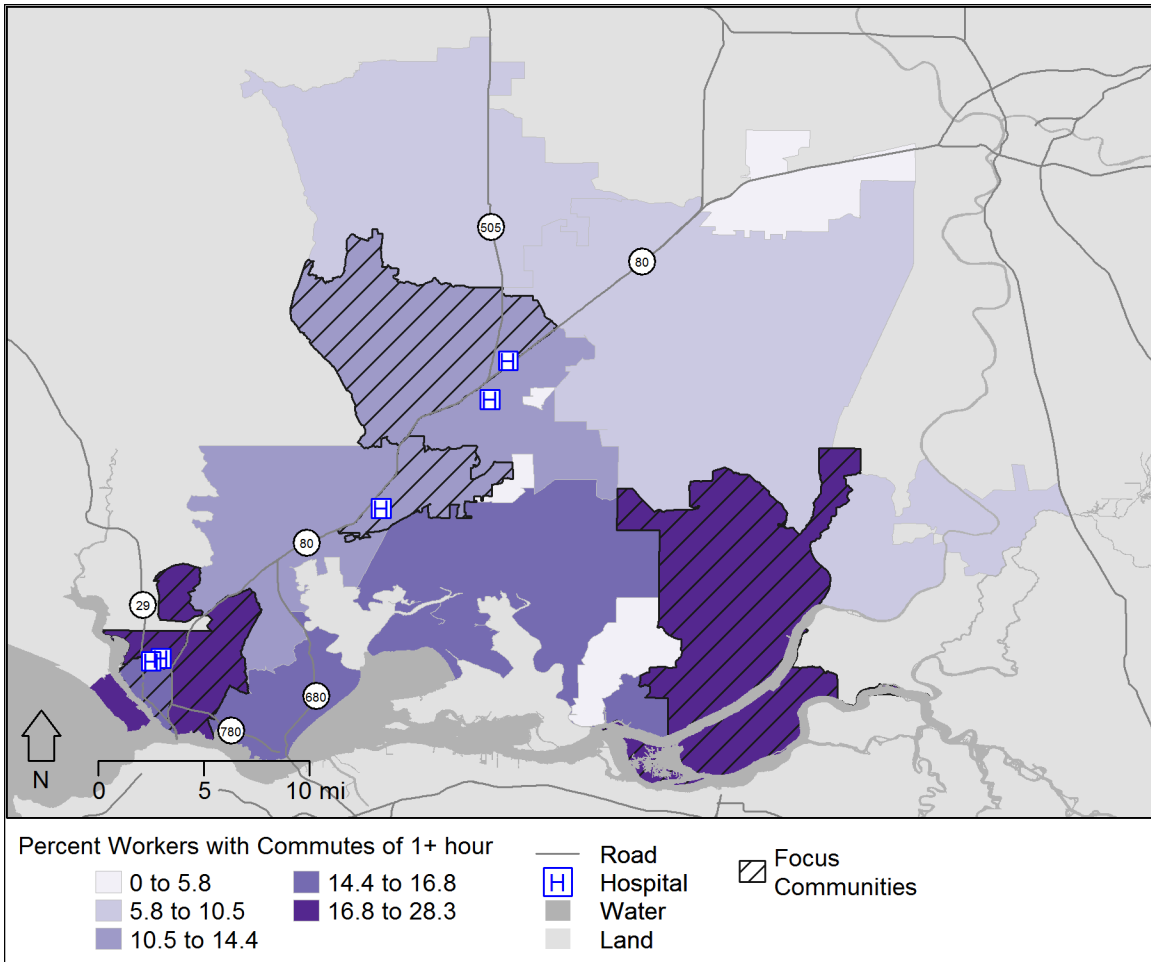 505
80
80
29
680
780
N
0 5 10 mi
H
H
H
H
H
Percent Workers with Commutes of 1+ hour
0 to 5.8
5.8 to 10.5
10.5 to 14.4
14.4 to 16.8
16.8 to 28.3
Road
H Hospital
Water
Land
Focus
Communities